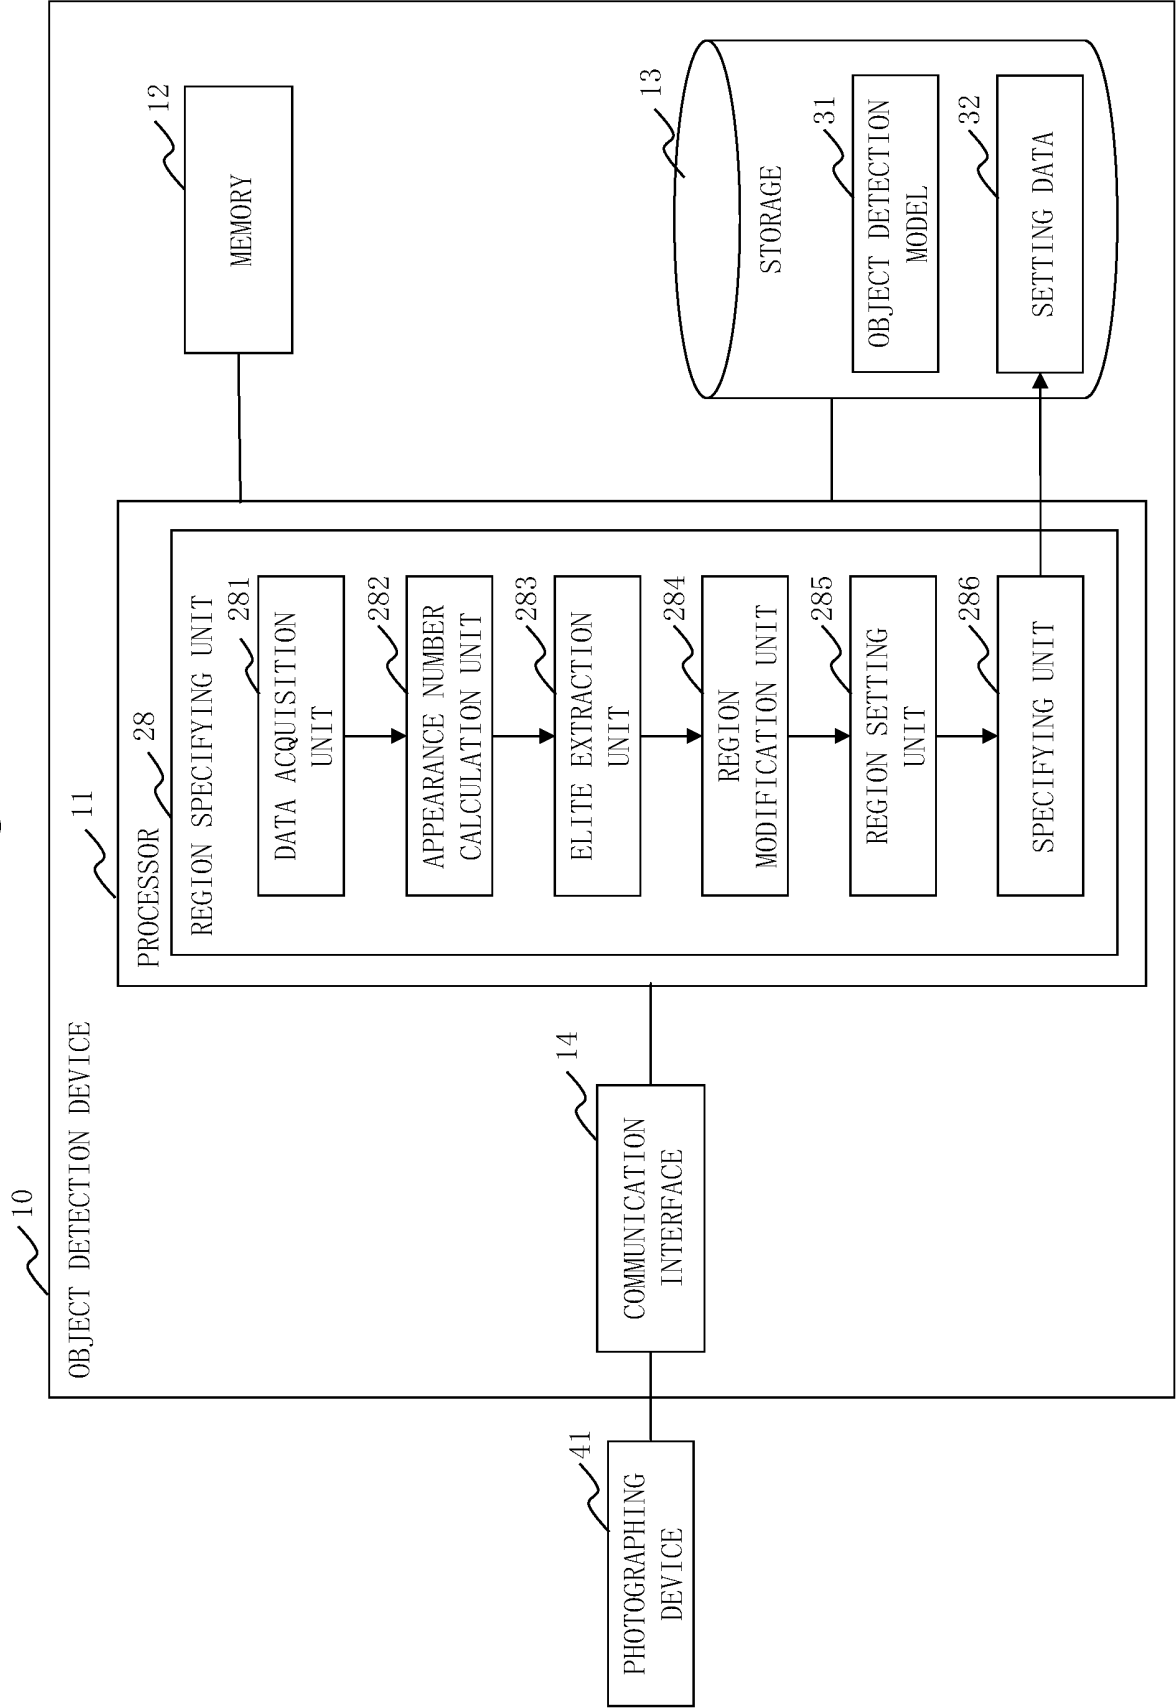 10
OBJECT DETECTION DEVICE
11
PROCESSOR
28
REGION SPECIFYING UNIT
281
DATA ACQUISITION
UNIT
282
APPEARANCE NUMBER
CALCULATION UNIT
283
ELITE EXTRACTION
UNIT
284
REGION
MODIFICATION UNIT
285
REGION SETTING
UNIT
286
SPECIFYING UNIT
12
MEMORY
13
STORAGE
31
OBJECT DETECTION
MODEL
32
SETTING DATA
14
COMMUNICATION
INTERFACE
41
PHOTOGRAPHING
DEVICE